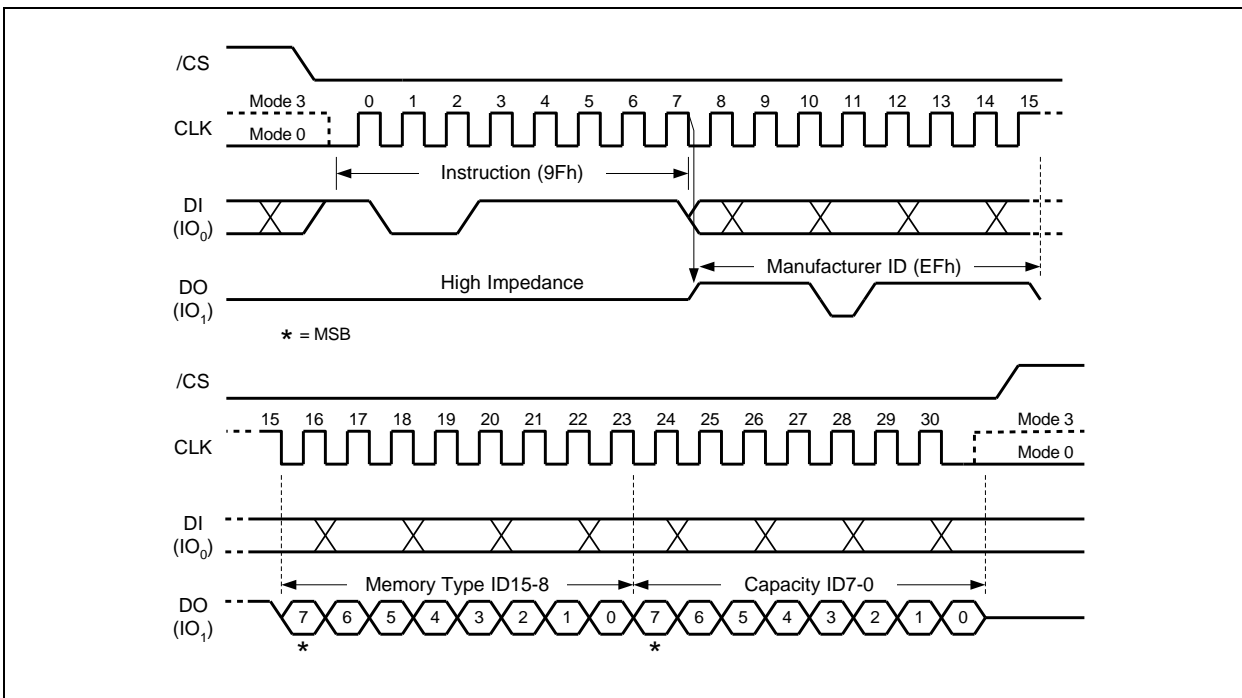 /CS
Mode 3 0 1 2 3 4 5 6 7 8 9 10 11 12 13 14 15
CLK
Mode 0
Instruction (9Fh)
DI
(IO0)
Manufacturer ID (EFh)
High Impedance
DO
(IO1)
* = MSB
/CS
15 16 17 18 19 20 21 22 23 24 25 26 27 28 29 30 Mode 3
CLK
Mode 0
DI
(IO0)
Memory Type ID15-8 Capacity ID7-0
DO
(IO1)
7 6 5 4 3 2 1 0 7 6 5 4 3 2 1 0
* *